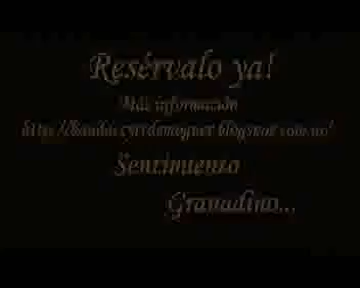 Resérvalo ya!
Más información
Sentimiento
Granadino...